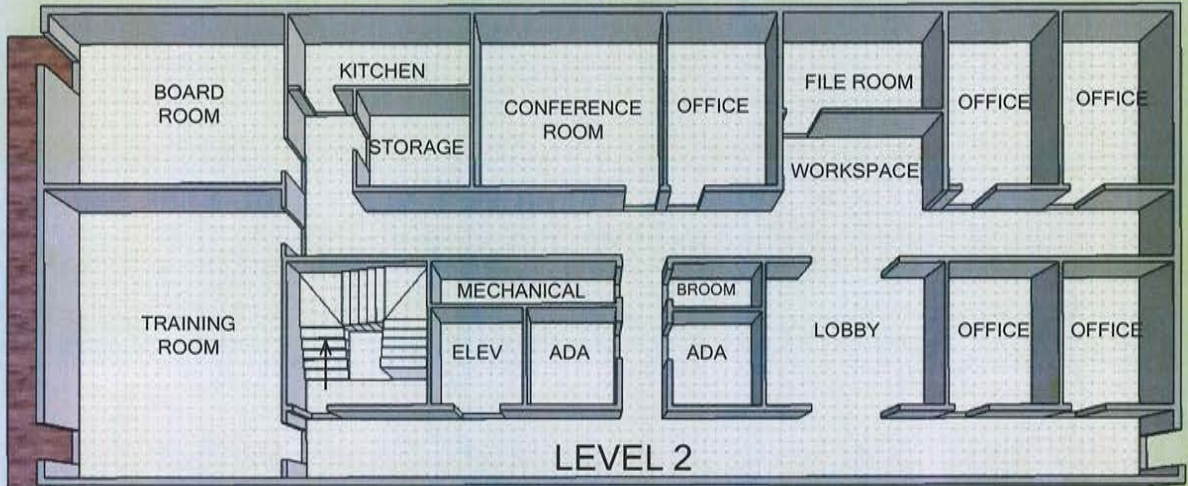 KITCHEN
BOARD
ROOM
STORAGE
CONFERENCE
ROOM
OFFICE
FILE ROOM
WORKSPACE
OFFICE
OFFICE
TRAINING
ROOM
MECHANICAL
ELEV
ADA
BROOM
ADA
LOBBY
OFFICE
OFFICE
LEVEL 2